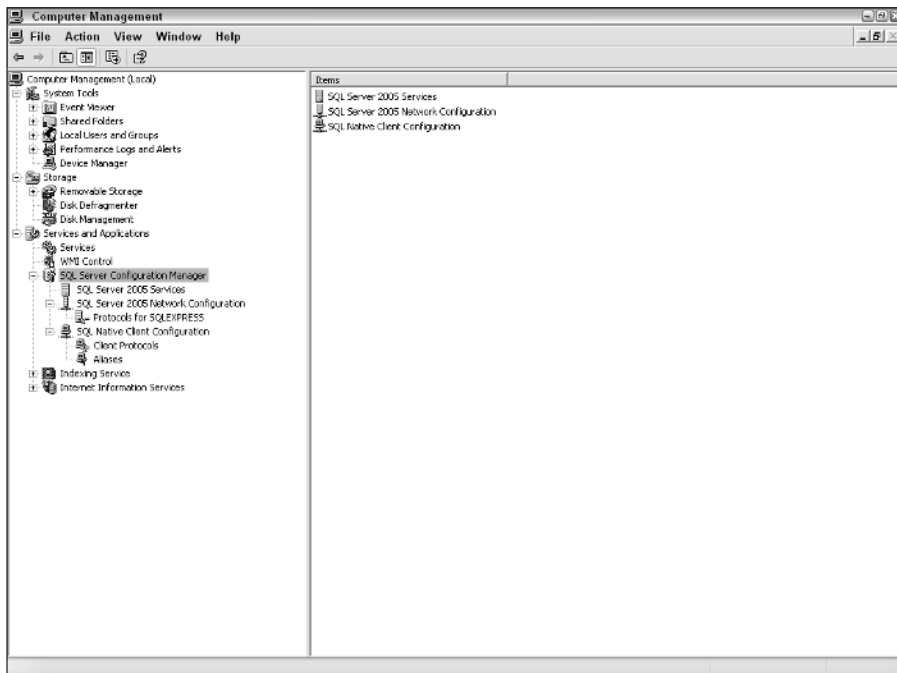 Computer Management
File Action View Window Help
Computer Management (Local)
System Tools
Event Viewer
Shared Folders
Local Users and Groups
Performance Logs and Alerts
Device Manager
Storage
Removable Storage
Disk Defragmenter
Disk Management
Services and Applications
Services
WMI Control
SQL Server Configuration Manager
SQL Server 2005 Services
SQL Server 2005 Network Configuration
Protocols for SQLEXPRESS
SQL Native Client Configuration
Client Protocols
Aliases
Indexing Service
Internet Information Services
Items
SQL Server 2005 Services
SQL Server 2005 Network Configuration
SQL Native Client Configuration